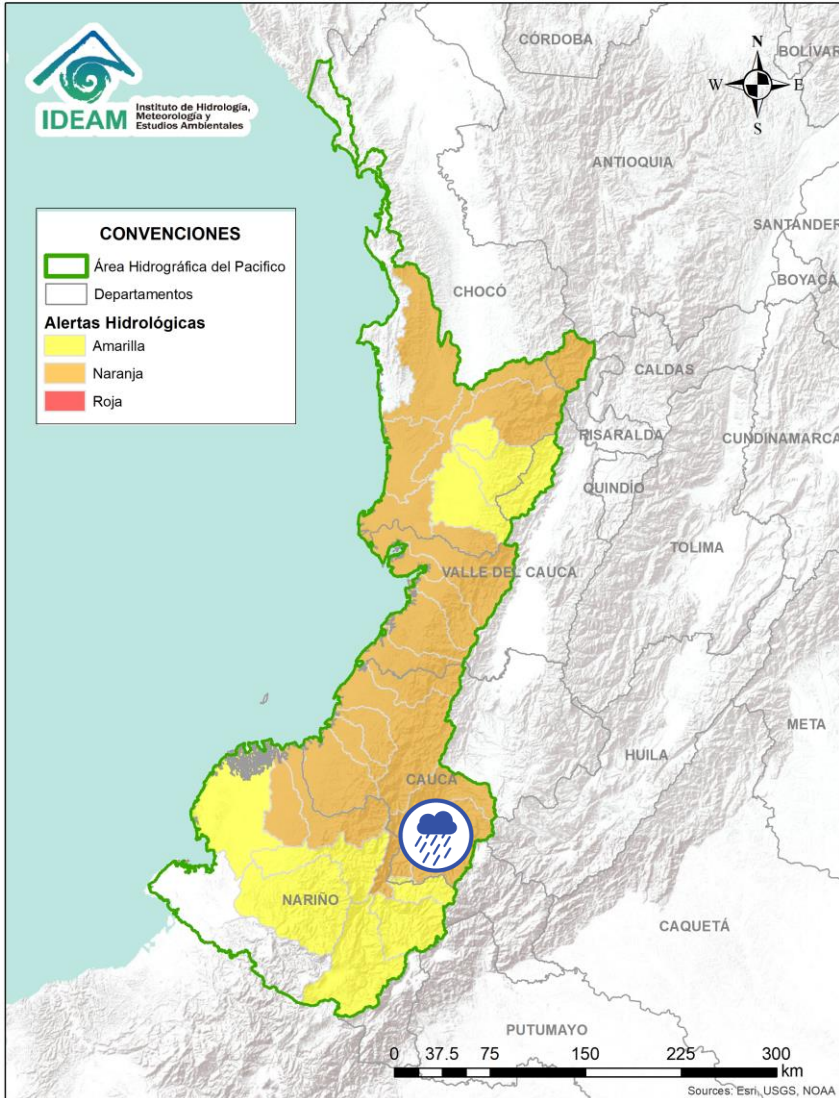 IDEAM
Instituto de Hidrología,
Meteorología y
Estudios Ambientales
CÓRDOBA
BOLÍVAR
N
W
E
S
ANTIOQUIA
SANTANDER
BOYACÁ
CONVENCIONES
Área Hidrográfica del Pacifico
Departamentos
Alertas Hidrológicas
Amarilla
Naranja
Roja
CHOCÓ
CALDAS
RISARALDA
CUNDINAMARCA
QUINDÍO
TOLIMA
VALLE DEL CAUCA
META
HUILA
CAUCA
NARIÑO
CAQUETÁ
PUTUMAYO
0 37.5 75 150 225 300
km
Sources: Esri, USGS, NOAA